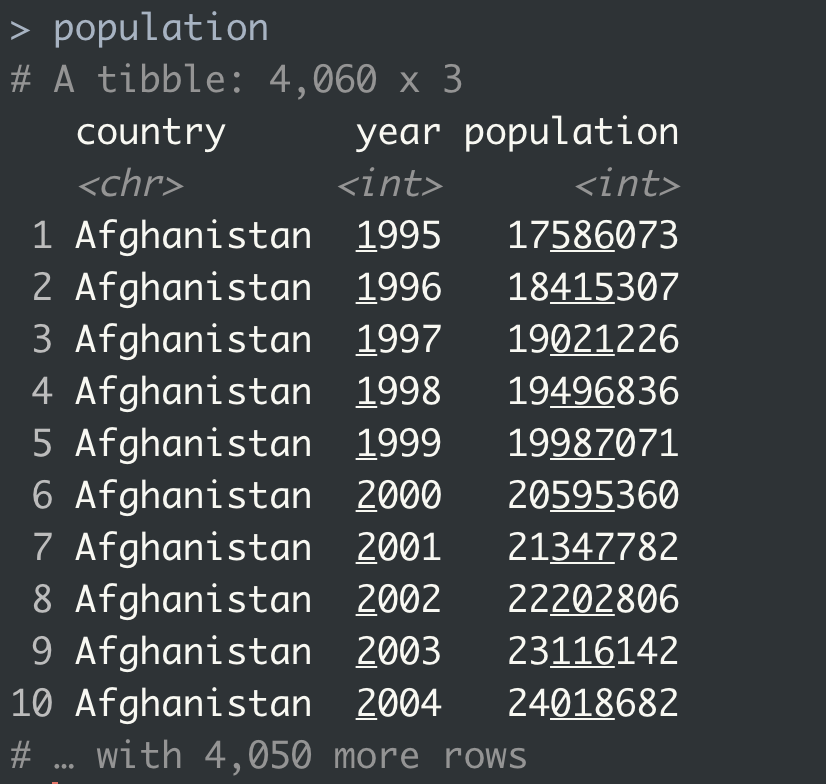 > population
# A tibble: 4,060 x 3
country year population
<chr> <int> <int>
1 Afghanistan 1995 17586073
2 Afghanistan 1996 18415307
3 Afghanistan 1997 19021226
4 Afghanistan 1998 19496836
5 Afghanistan 1999 19987071
6 Afghanistan 2000 20595360
7 Afghanistan 2001 21347782
8 Afghanistan 2002 22202806
9 Afghanistan 2003 23116142
10 Afghanistan 2004 24018682
# … with 4,050 more rows